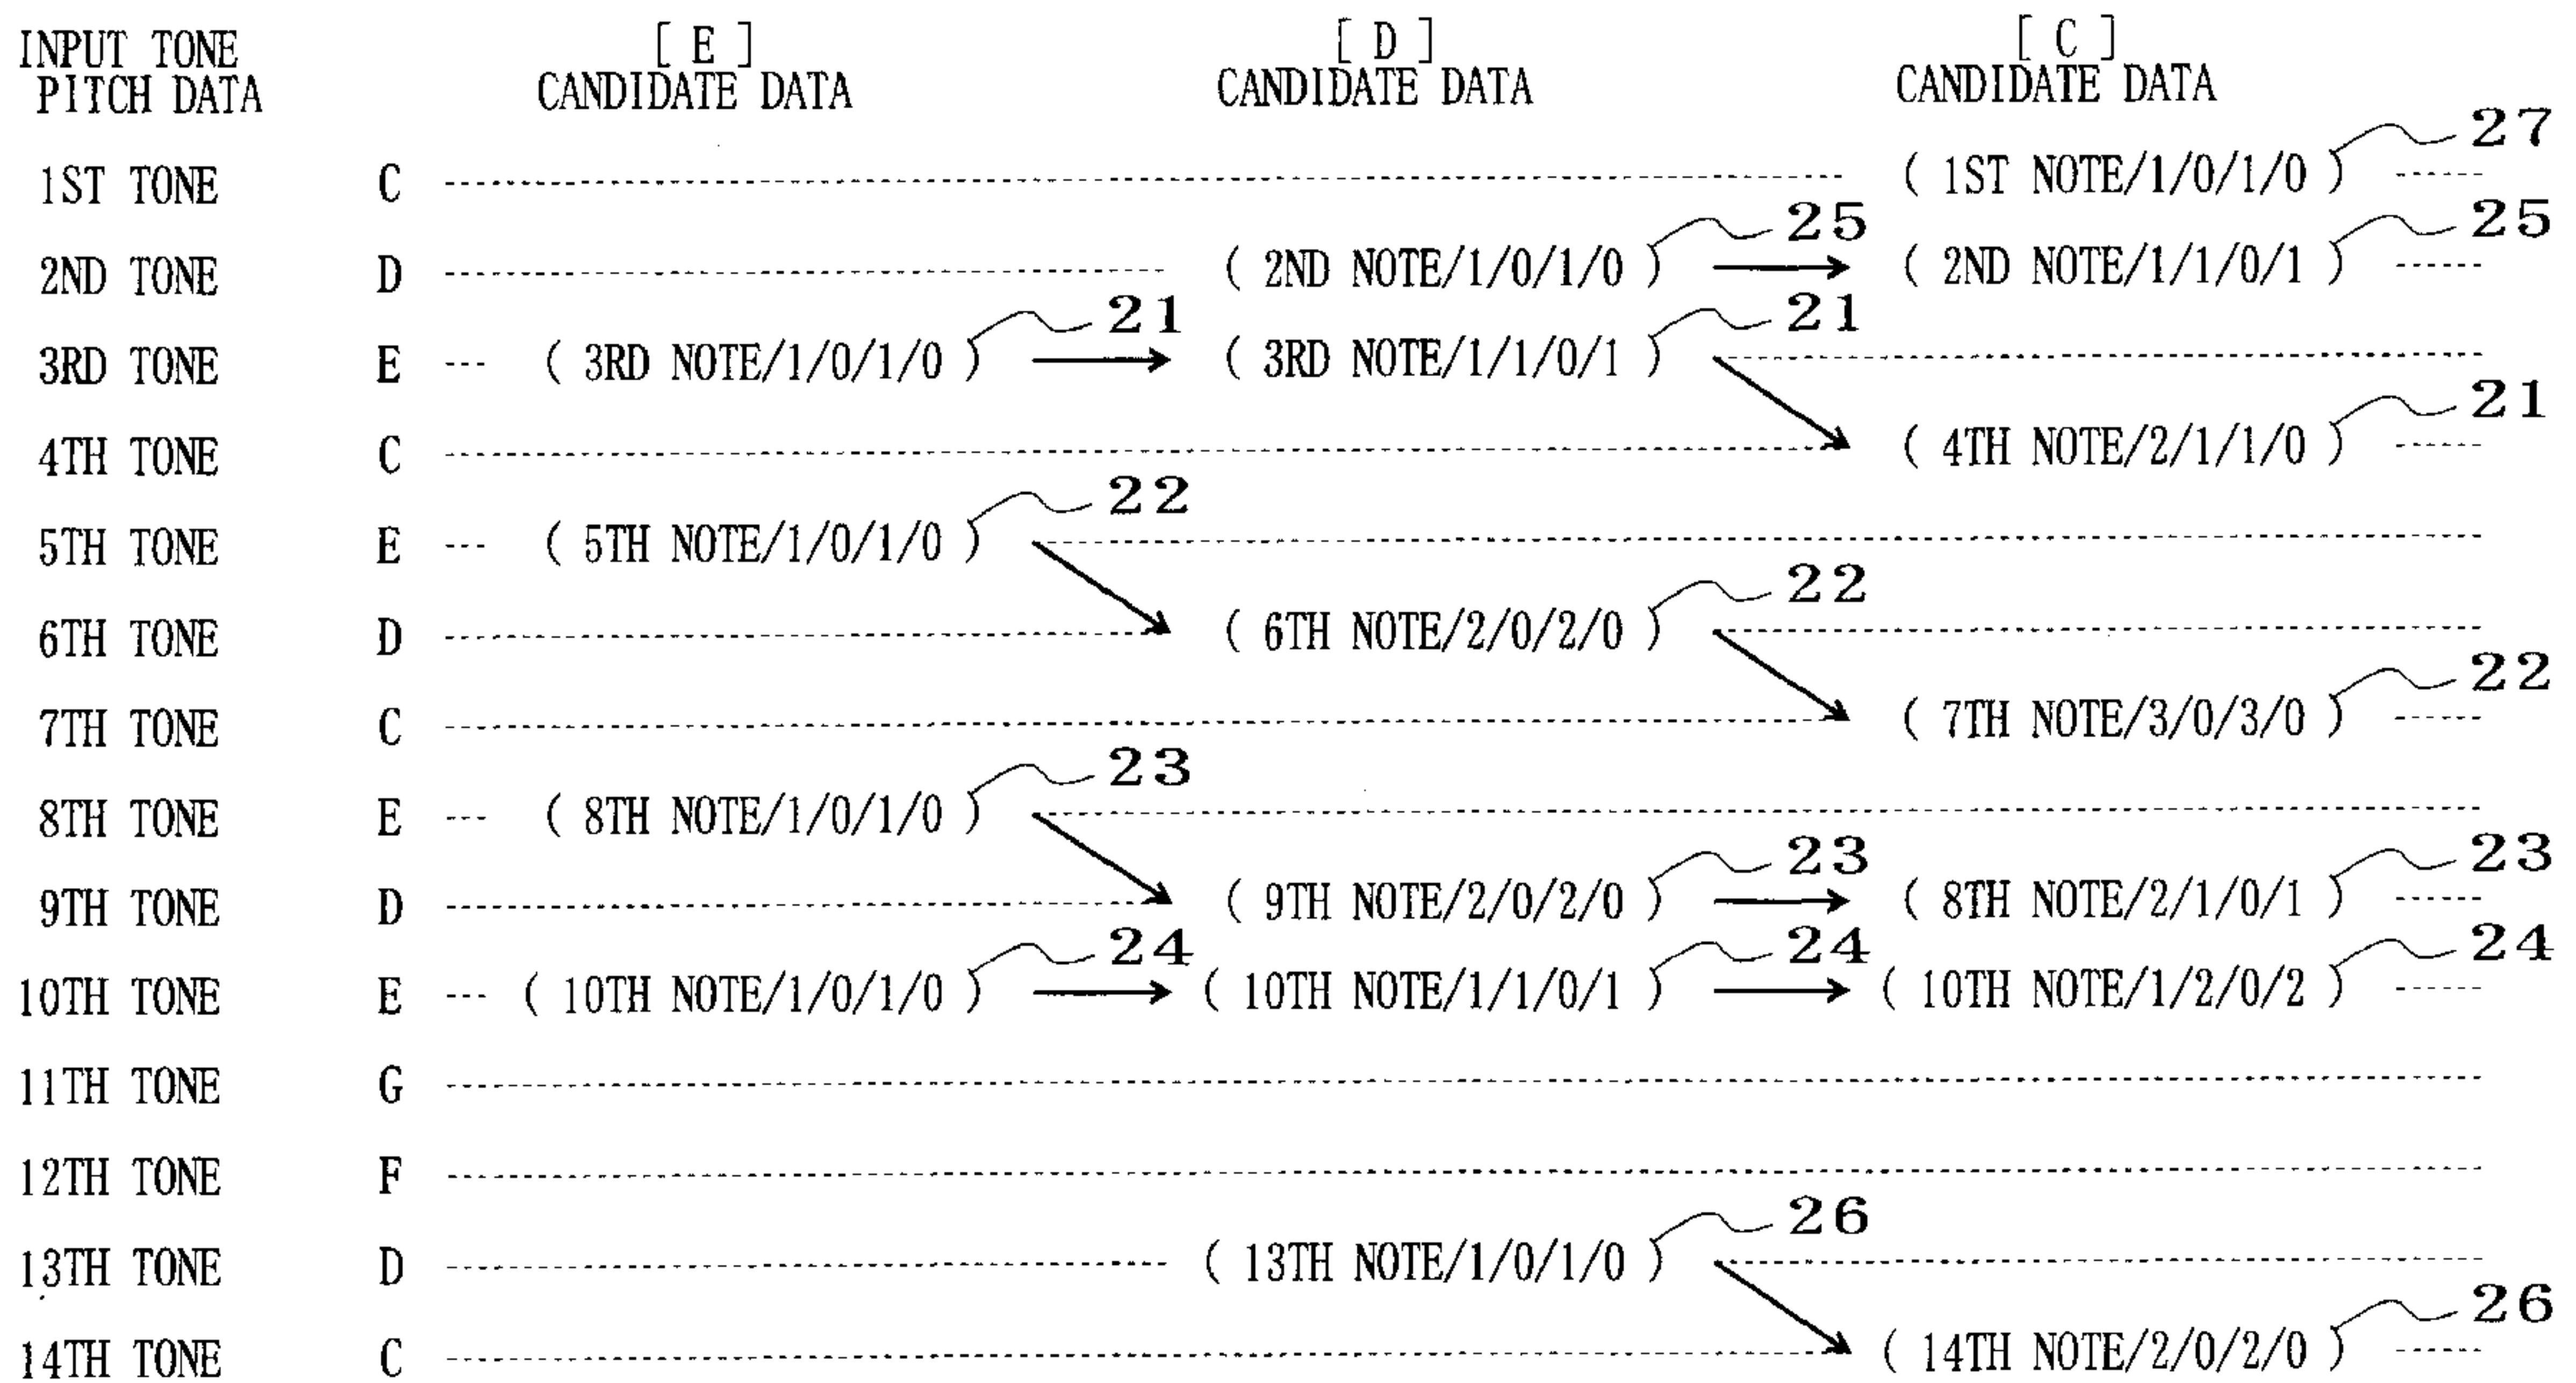 INPUT TONE PITCH DATA [ E ] CANDIDATE DATA [ D ] CANDIDATE DATA [ C ] CANDIDATE DATA
27
1ST TONE C ( 1ST NOTE/1/0/1/0 )
25 25
2ND TONE D ( 2ND NOTE/1/0/1/0 ) ( 2ND NOTE/1/1/0/1 )
21 21
3RD TONE E ( 3RD NOTE/1/0/1/0 ) ( 3RD NOTE/1/1/0/1 )
21
4TH TONE C ( 4TH NOTE/2/1/1/0 )
22
5TH TONE E ( 5TH NOTE/1/0/1/0 )
22
6TH TONE D ( 6TH NOTE/2/0/2/0 )
22
7TH TONE C ( 7TH NOTE/3/0/3/0 )
23
8TH TONE E ( 8TH NOTE/1/0/1/0 )
23 23
9TH TONE D ( 9TH NOTE/2/0/2/0 ) ( 8TH NOTE/2/1/0/1 )
24 24 24
10TH TONE E ( 10TH NOTE/1/0/1/0 ) ( 10TH NOTE/1/1/0/1 ) ( 10TH NOTE/1/2/0/2 )
11TH TONE G
12TH TONE F
26
13TH TONE D ( 13TH NOTE/1/0/1/0 )
26
14TH TONE C ( 14TH NOTE/2/0/2/0 )